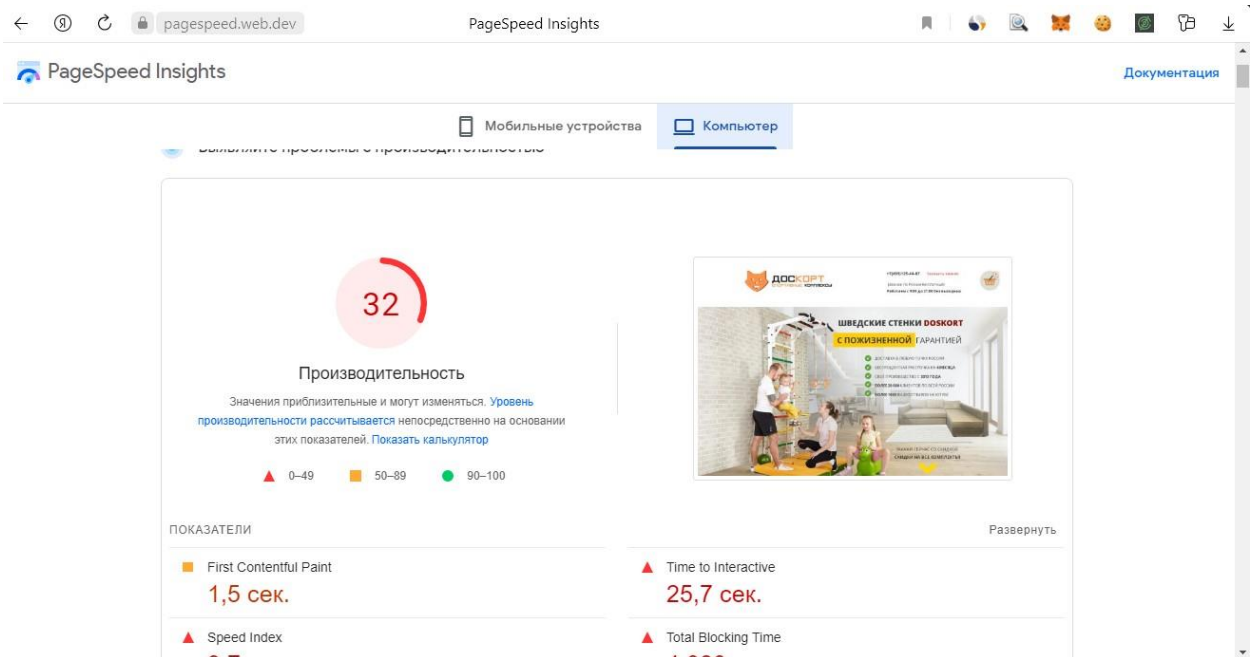 pagespeed.web.dev
PageSpeed Insights
PageSpeed Insights
Документация
Мобильные устройства
Компьютер
32
Производительность
Значения приблизительные и могут изменяться. Уровень
производительности рассчитывается непосредственно на основании
этих показателей. Показать калькулятор
0–49
50–89
90–100
ДОСКОРТ
ШВЕДСКИЕ СТЕНКИ DOSKORT
С ПОЖИЗНЕННОЙ ГАРАНТИЕЙ
ПОКАЗАТЕЛИ
Развернуть
First Contentful Paint
1,5 сек.
Time to Interactive
25,7 сек.
Speed Index
Total Blocking Time